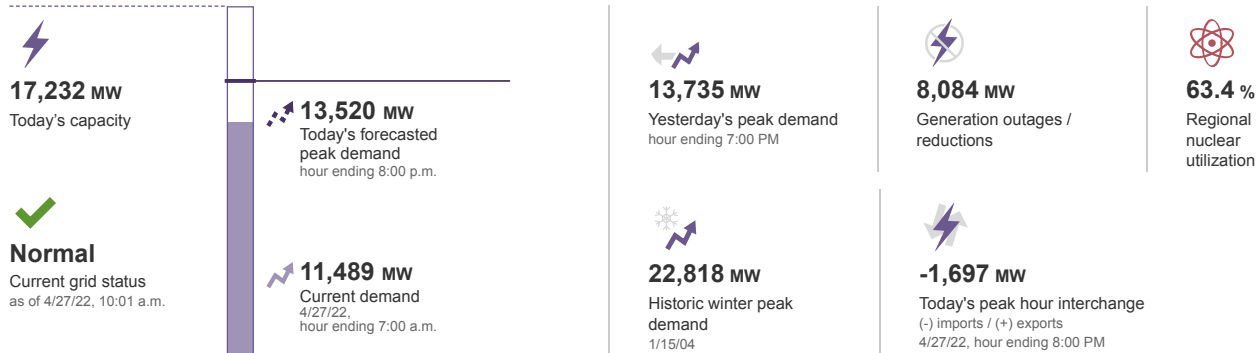 17,232 MW
Today's capacity
Normal
Current grid status
as of 4/27/22, 10:01 a.m.
13,520 MW
Today's forecasted
peak demand
hour ending 8:00 p.m.
11,489 MW
Current demand
4/27/22,
hour ending 7:00 a.m.
13,735 MW
Yesterday's peak demand
hour ending 7:00 PM
8,084 MW
Generation outages /
reductions
63.4 %
Regional
nuclear
utilization
22,818 MW
Historic winter peak
demand
1/15/04
-1,697 MW
Today's peak hour interchange
(-) imports / (+) exports
4/27/22, hour ending 8:00 PM